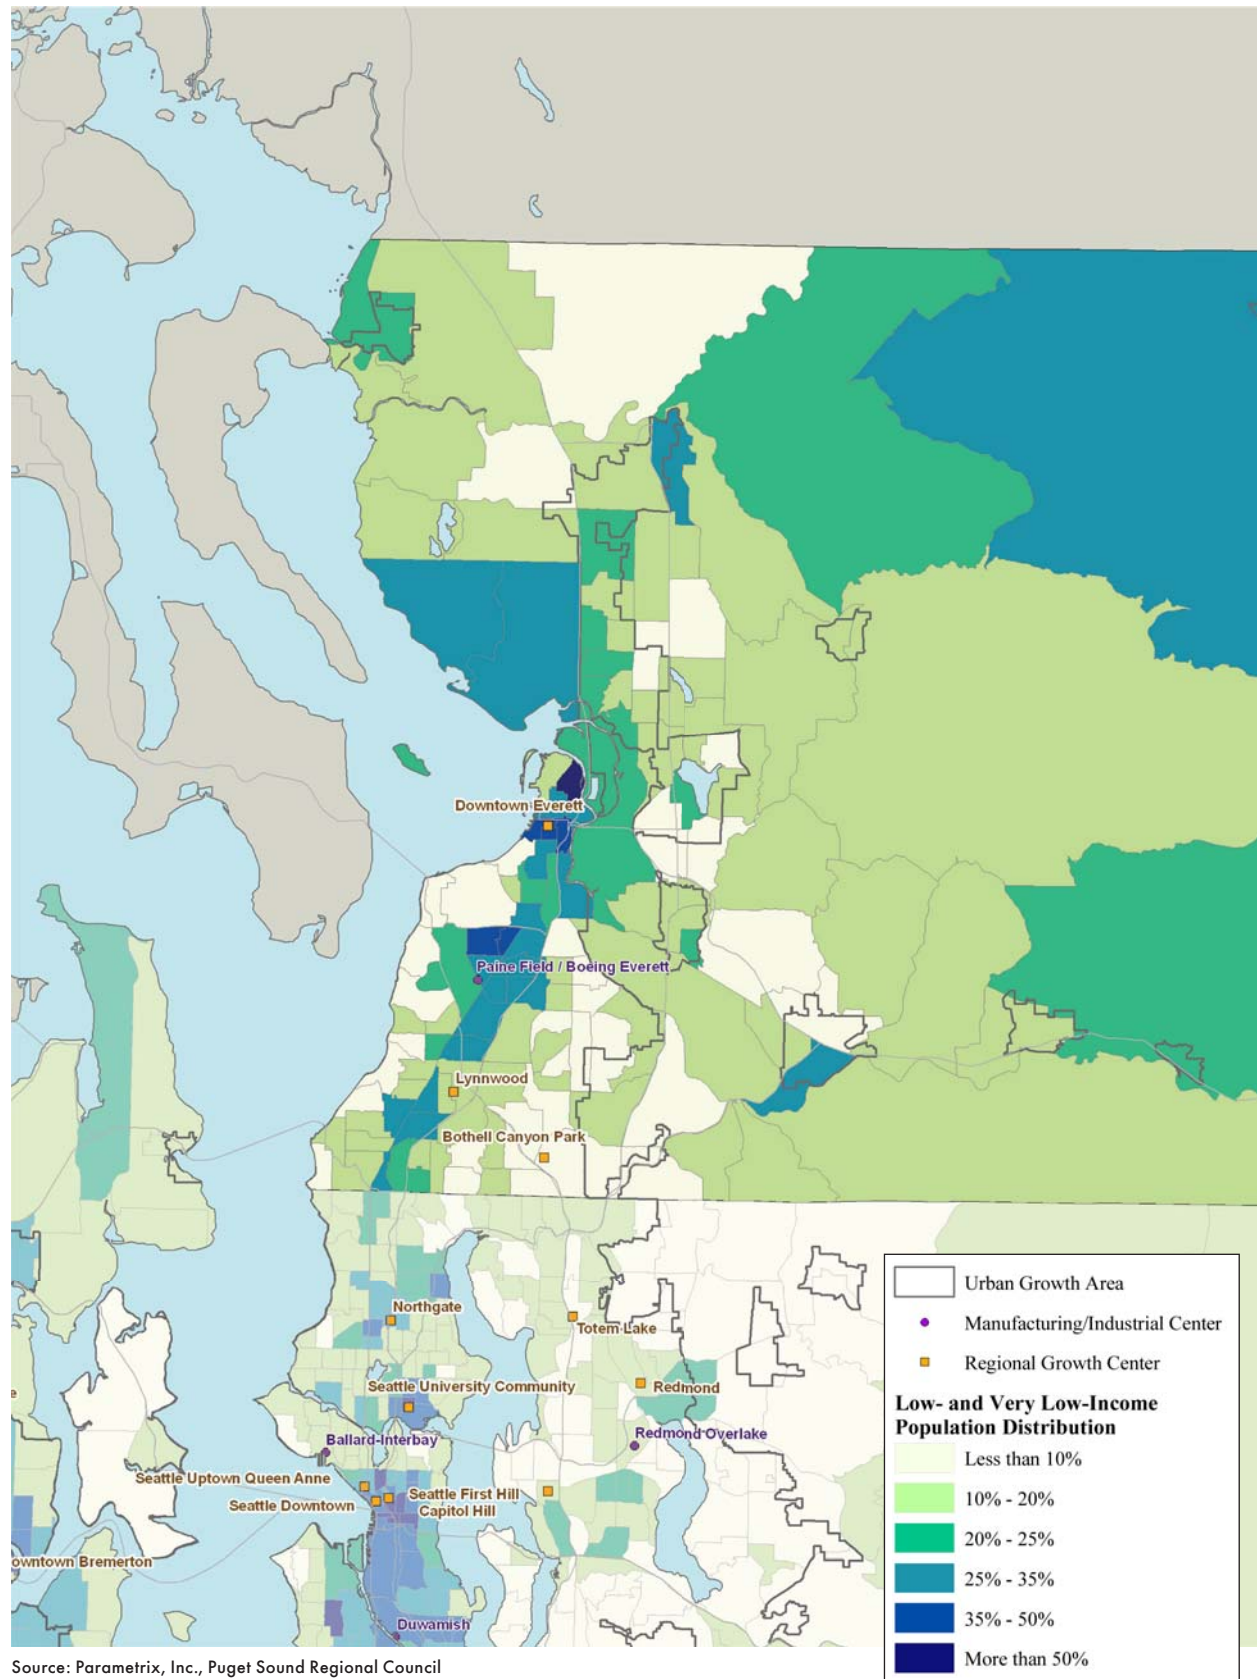 Downtown Everett
Paine Field / Boeing Everett
Lynnwood
Bothell Canyon Park
Northgate
Totem Lake
Seattle University Community
Redmond
e
Ballard-Interbay
Redmond Overlake
Seattle Uptown Queen Anne
Seattle Downtown
Seattle First Hill
Capitol Hill
owntown Bremerton
Duwamish
Urban Growth Area
Manufacturing/Industrial Center
Regional Growth Center
Low- and Very Low-Income
Population Distribution
Less than 10%
10% - 20%
20% - 25%
25% - 35%
35% - 50%
More than 50%
Source: Parametrix, Inc., Puget Sound Regional Council